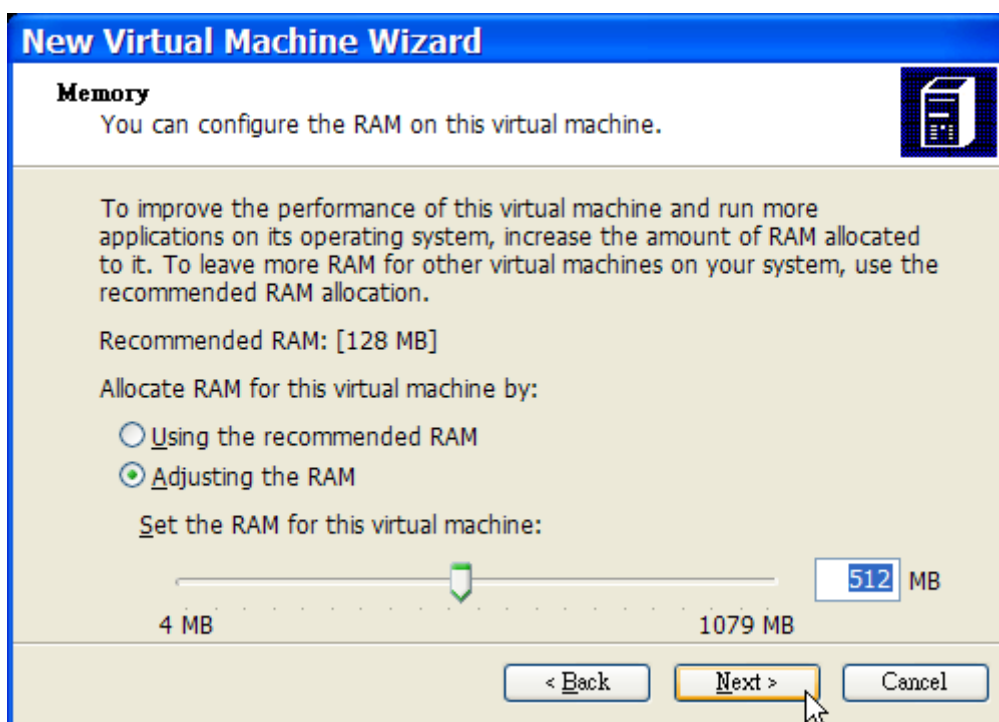 New Virtual Machine Wizard
Memory
You can configure the RAM on this virtual machine.
To improve the performance of this virtual machine and run more
applications on its operating system, increase the amount of RAM allocated
to it. To leave more RAM for other virtual machines on your system, use the
recommended RAM allocation.
Recommended RAM: [128 MB]
Allocate RAM for this virtual machine by:
Using the recommended RAM
Adjusting the RAM
Set the RAM for this virtual machine:
512 MB
4 MB 1079 MB
< Back Next > Cancel